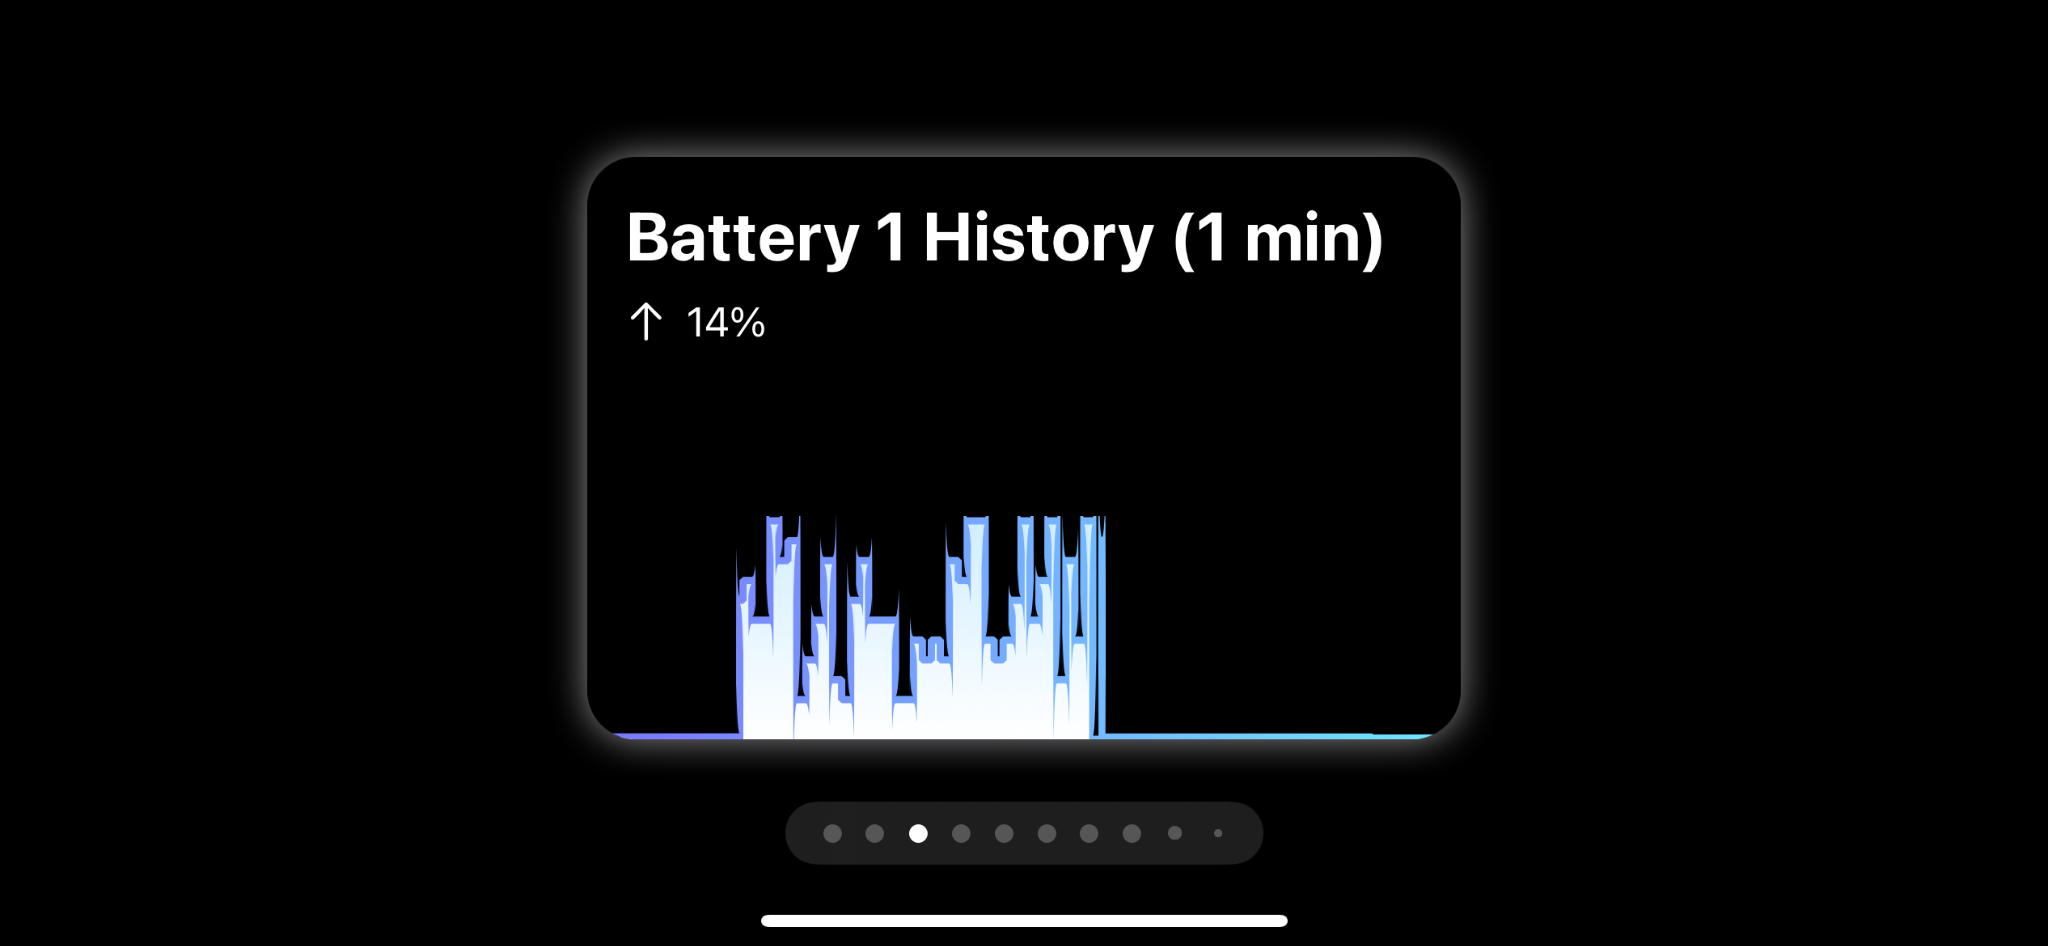 Battery 1 History (1 min)
↑ 14%